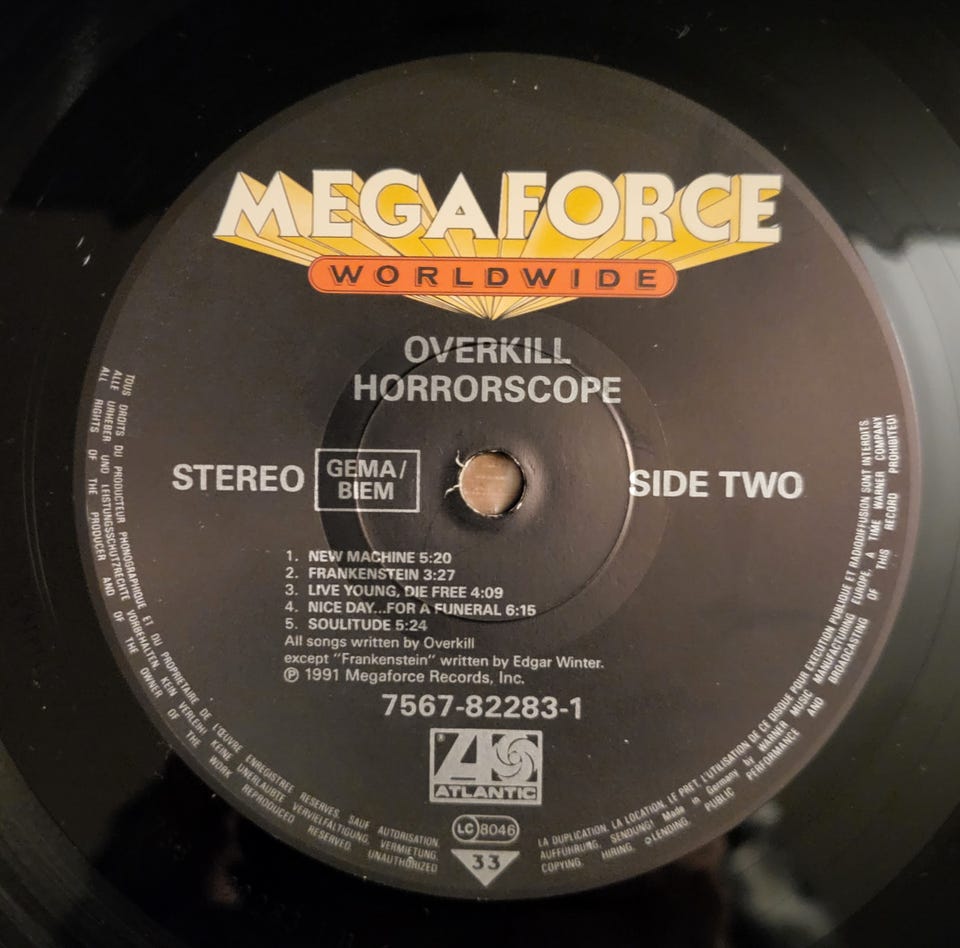 MEGAFORCE
WORLDWIDE
OVERKILL
HORRORSCOPE
STEREO
GEMA/
BIEM
SIDE TWO
1. NEW MACHINE 5:20
2. FRANKENSTEIN 3:27
3. LIVE YOUNG, DIE FREE 4:09
4. NICE DAY...FOR A FUNERAL 6:15
5. SOULITUDE 5:24
All songs written by Overkill
except "Frankenstein" written by Edgar Winter.
℗ 1991 Megaforce Records, Inc.
7567-82283-1
®
ATLANTIC
LC 8046
33
TOUS DROITS DU PRODUCTEUR PHONOGRAPHIQUE ET DU PROPRIETAIRE DE L'ŒUVRE ENREGISTREE RESERVES. SAUF AUTORISATION
ALLE URHEBER UND LEISTUNGSSCHUTZRECHTE VORBEHALTEN. KEIN VERLEIH! KEINE UNERLAUBTE VERVIELFÄLTIGUNG, VERMIETUNG,
ALL RIGHTS OF THE PRODUCER AND OF THE OWNER OF THE WORK REPRODUCED RESERVED UNAUTHORIZED
LA DUPLICATION, LA LOCATION, LE PRET, L'UTILISATION DE CE DISQUE POUR EXECUTION PUBLIQUE ET RADIODIFFUSION SONT INTERDITS.
AUFFÜHRUNG, SENDUNG! Made in Germany by WARNER MUSIC MANUFACTURING EUROPE, A TIME WARNER COMPANY
COPYING, HIRING, LENDING, PUBLIC PERFORMANCE AND BROADCASTING OF THIS RECORD PROHIBITED!